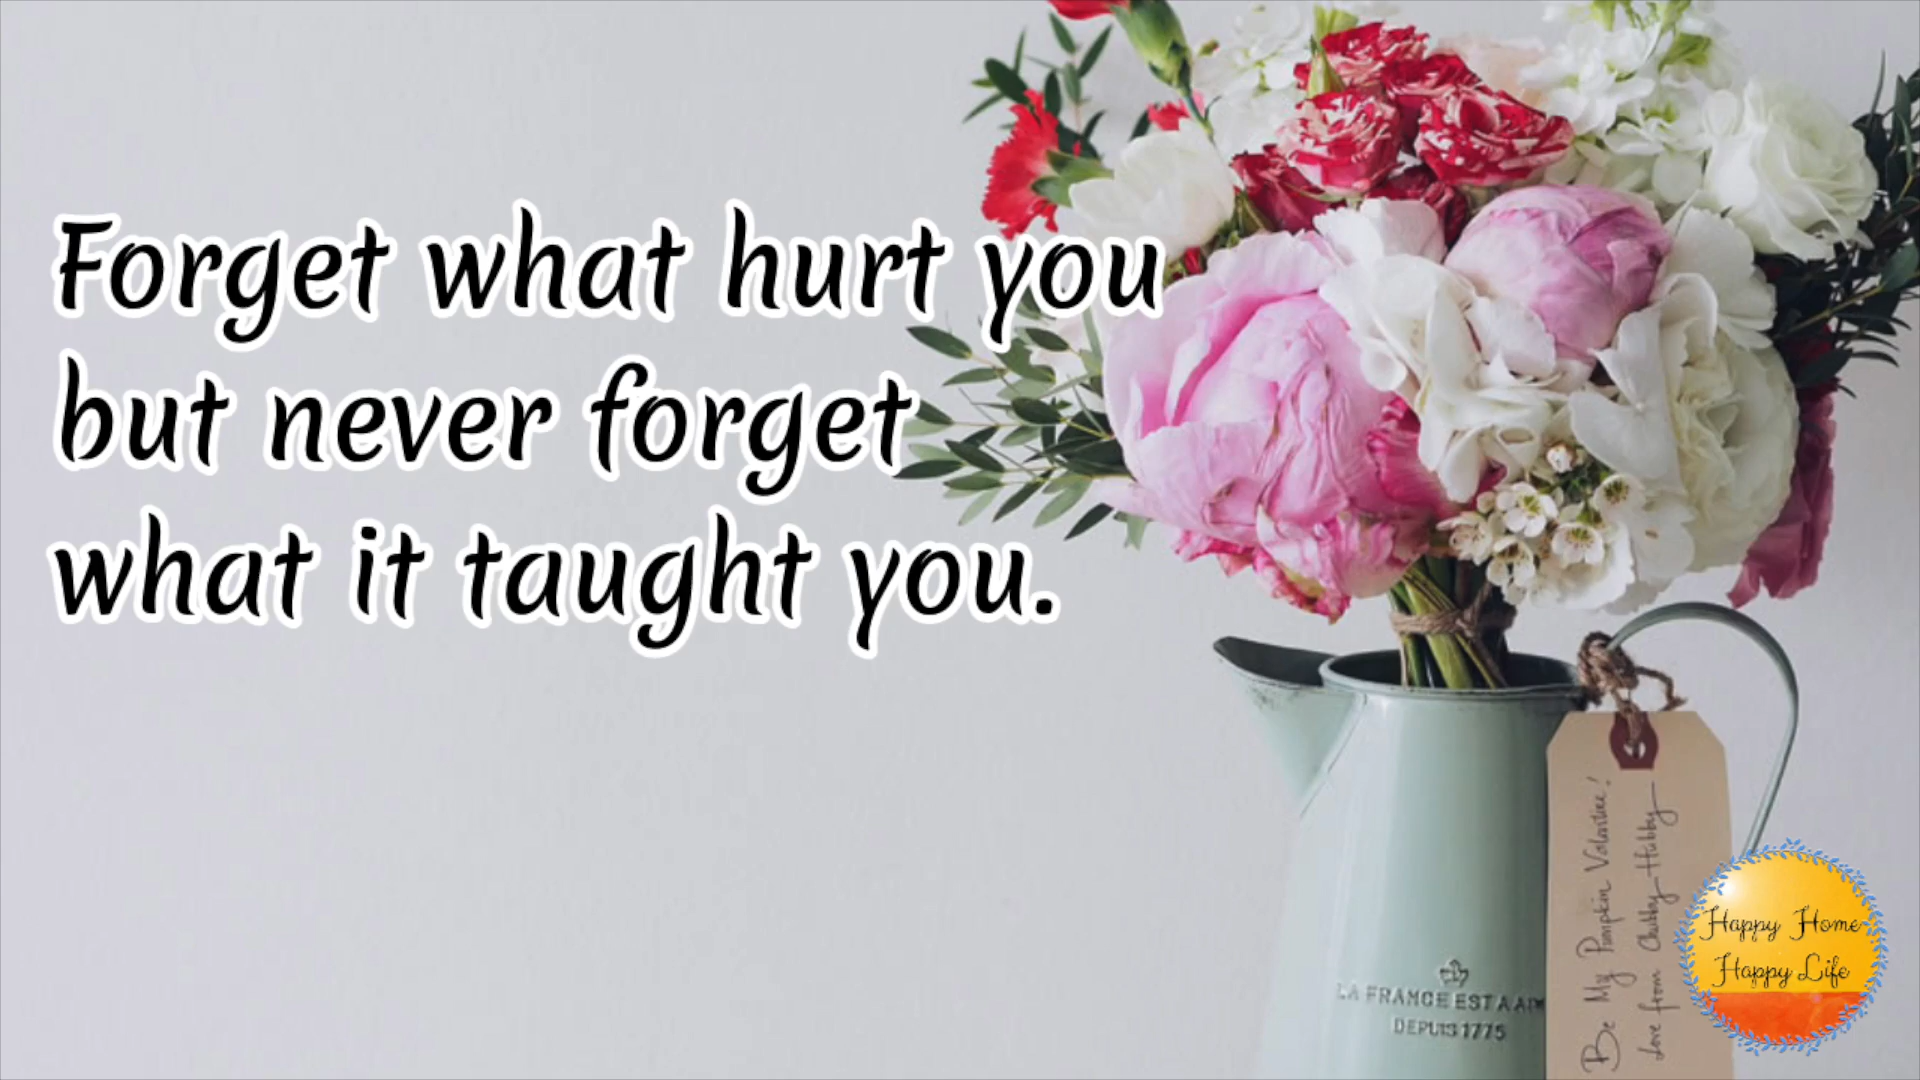 Forget what hurt you
but never forget
what it taught you.
Be My Pumpkin Valentine!
Love from Chubby Hubby
LA FRANCE EST A
DEPUIS 1775
Happy Home
Happy Life